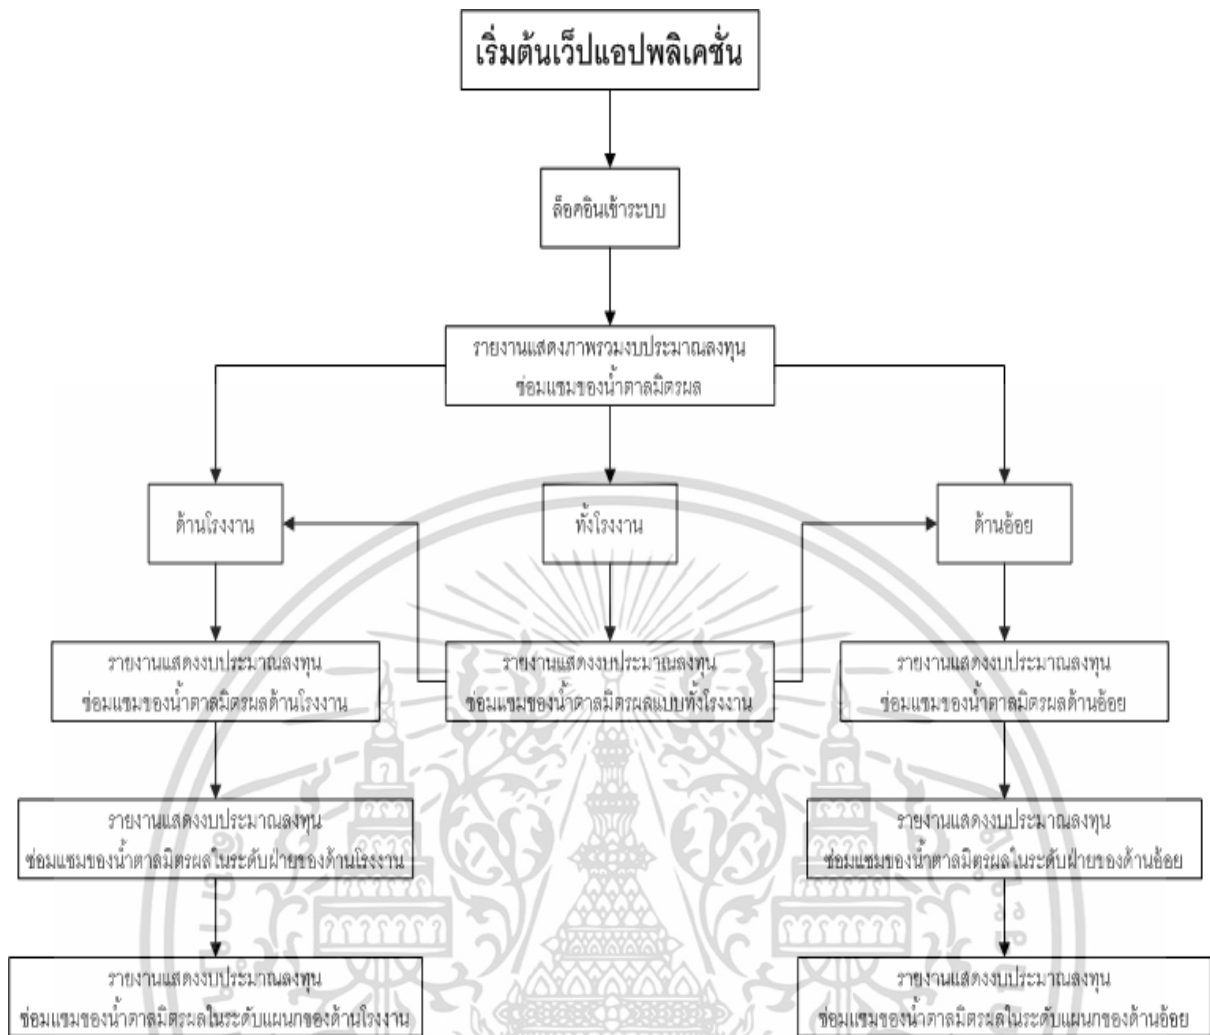 เริ่มต้นเว็ปแอปพลิเคชั่น
ล็อคอินเข้าระบบ
รายงานแสดงภาพรวมงบประมาณลงทุน
ซ่อมแซมของน้ำตาลมิตรผล
ด้านโรงงาน
ทั้งโรงงาน
ด้านอ้อย
รายงานแสดงงบประมาณลงทุน
ซ่อมแซมของน้ำตาลมิตรผลด้านโรงงาน
รายงานแสดงงบประมาณลงทุน
ซ่อมแซมของน้ำตาลมิตรผลแบบทั้งโรงงาน
รายงานแสดงงบประมาณลงทุน
ซ่อมแซมของน้ำตาลมิตรผลด้านอ้อย
รายงานแสดงงบประมาณลงทุน
ซ่อมแซมของน้ำตาลมิตรผลในระดับฝ่ายของด้านโรงงาน
รายงานแสดงงบประมาณลงทุน
ซ่อมแซมของน้ำตาลมิตรผลในระดับฝ่ายของด้านอ้อย
รายงานแสดงงบประมาณลงทุน
ซ่อมแซมของน้ำตาลมิตรผลในระดับแผนกของด้านโรงงาน
รายงานแสดงงบประมาณลงทุน
ซ่อมแซมของน้ำตาลมิตรผลในระดับแผนกของด้านอ้อย